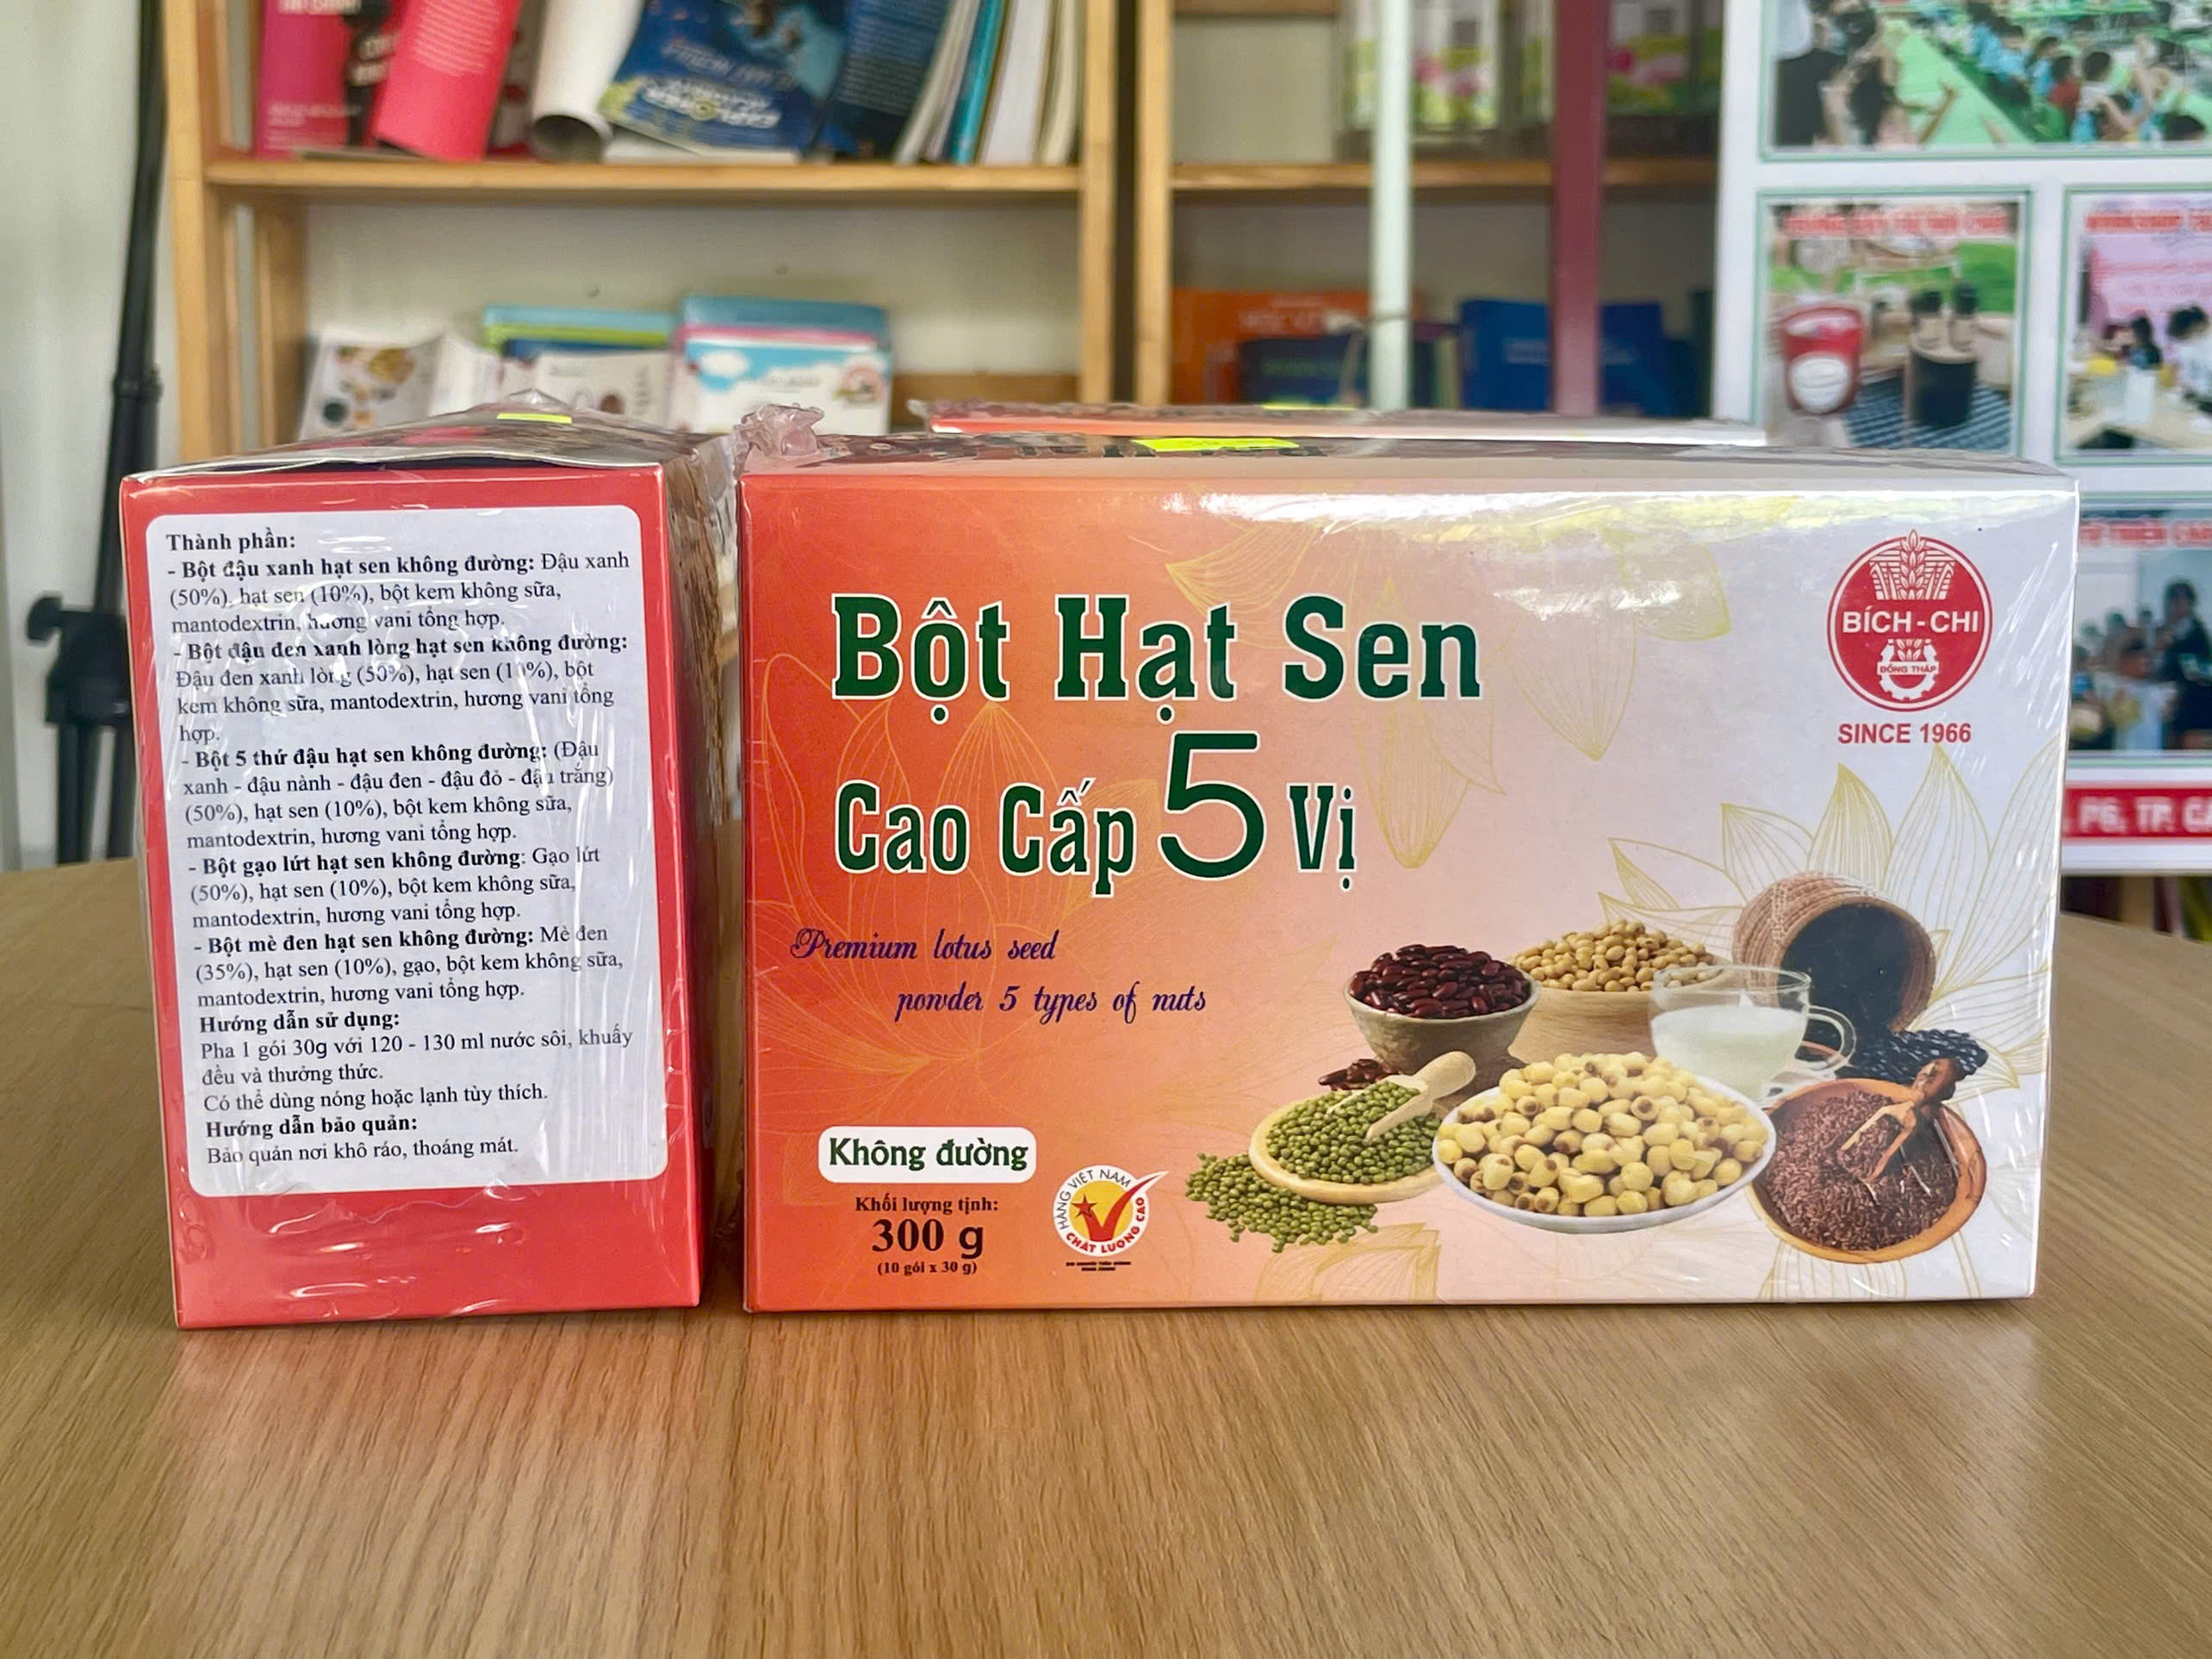 Thành phần:
- Bột đậu xanh hạt sen không đường: Đậu xanh
(50%), hạt sen (10%), bột kem không sữa,
mantodextrin, hương vani tổng hợp.
- Bột đậu đen xanh lòng hạt sen không đường:
Đậu đen xanh lòng (50%), hạt sen (10%), bột
kem không sữa, mantodextrin, hương vani tổng
hợp.
- Bột 5 thứ đậu hạt sen không đường: (Đậu
xanh - đậu nành - đậu đen - đậu đỏ - đậu trắng)
(50%), hạt sen (10%), bột kem không sữa,
mantodextrin, hương vani tổng hợp.
- Bột gạo lứt hạt sen không đường: Gạo lứt
(50%), hạt sen (10%), bột kem không sữa,
mantodextrin, hương vani tổng hợp.
- Bột mè đen hạt sen không đường: Mè đen
(35%), hạt sen (10%), gạo, bột kem không sữa,
mantodextrin, hương vani tổng hợp.
Hướng dẫn sử dụng:
Pha 1 gói 30g với 120 - 130 ml nước sôi, khuấy
đều và thưởng thức.
Có thể dùng nóng hoặc lạnh tùy thích.
Hướng dẫn bảo quản:
Bảo quản nơi khô ráo, thoáng mát.
Bột Hạt Sen
Cao Cấp 5 Vị
Premium lotus seed
powder 5 types of nuts
Không đường
Khối lượng tịnh:
300 g
(10 gói x 30 g)
HÀNG VIỆT NAM
CHẤT LƯỢNG CAO
BÍCH - CHI
ĐỒNG THÁP
SINCE 1966
, P6, TP. C